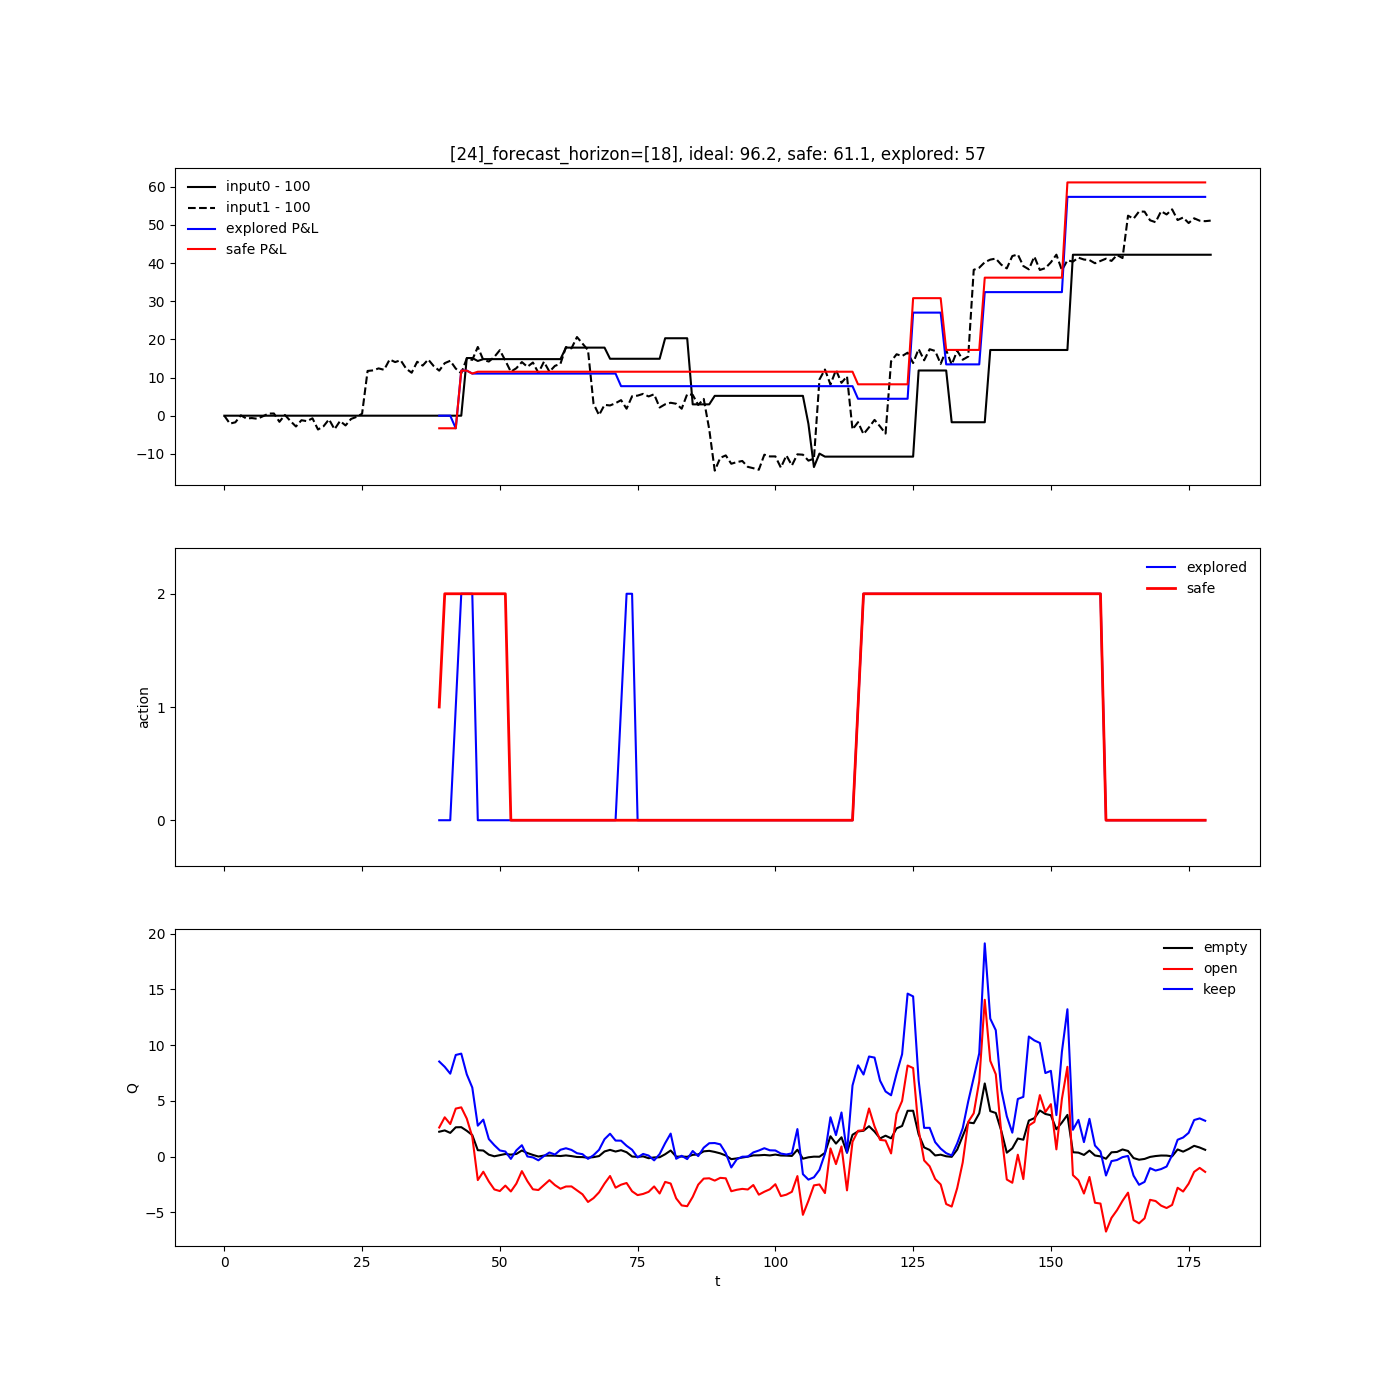 [24]_forecast_horizon=[18], ideal: 96.2, safe: 61.1, explored: 57
60
50
40
30
20
10
0
−10
input0 - 100
input1 - 100
explored P&L
safe P&L
action
2
1
0
explored
safe
Q
20
15
10
5
0
−5
empty
open
keep
0 25 50 75 100 125 150 175
t